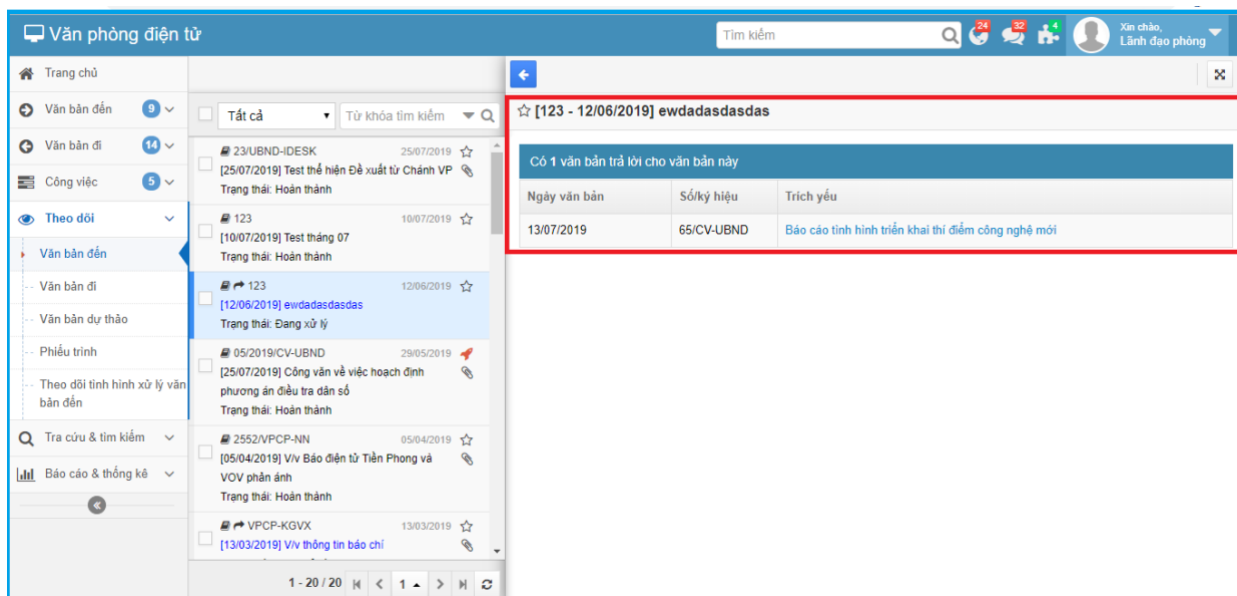 Văn phòng điện tử
Tìm kiếm
24
32
4
Xin chào,
Lãnh đạo phòng
Trang chủ
Văn bản đến 9
Văn bản đi 14
Công việc 5
Theo dõi
Văn bản đến
Văn bản đi
Văn bản dự thảo
Phiếu trình
Theo dõi tình hình xử lý văn
bản đến
Tra cứu & tìm kiếm
Báo cáo & thống kê
Tất cả
Từ khóa tìm kiếm
23/UBND-IDESK 25/07/2019
[25/07/2019] Test thể hiện Đề xuất từ Chánh VP
Trạng thái: Hoàn thành
123 10/07/2019
[10/07/2019] Test tháng 07
Trạng thái: Hoàn thành
123 12/06/2019
[12/06/2019] ewdadasdasdas
Trạng thái: Đang xử lý
05/2019/CV-UBND 29/05/2019
[25/07/2019] Công văn về việc hoạch định
phương án điều tra dân số
Trạng thái: Hoàn thành
2552/VPCP-NN 05/04/2019
[05/04/2019] V/v Báo điện tử Tiền Phong và
VOV phản ánh
Trạng thái: Hoàn thành
VPCP-KGVX 13/03/2019
[13/03/2019] V/v thông tin báo chí
1 - 20 / 20 1
[123 - 12/06/2019] ewdadasdasdas
Có 1 văn bản trả lời cho văn bản này
Ngày văn bản Số/ký hiệu Trích yếu
13/07/2019 65/CV-UBND Báo cáo tình hình triển khai thí điểm công nghệ mới